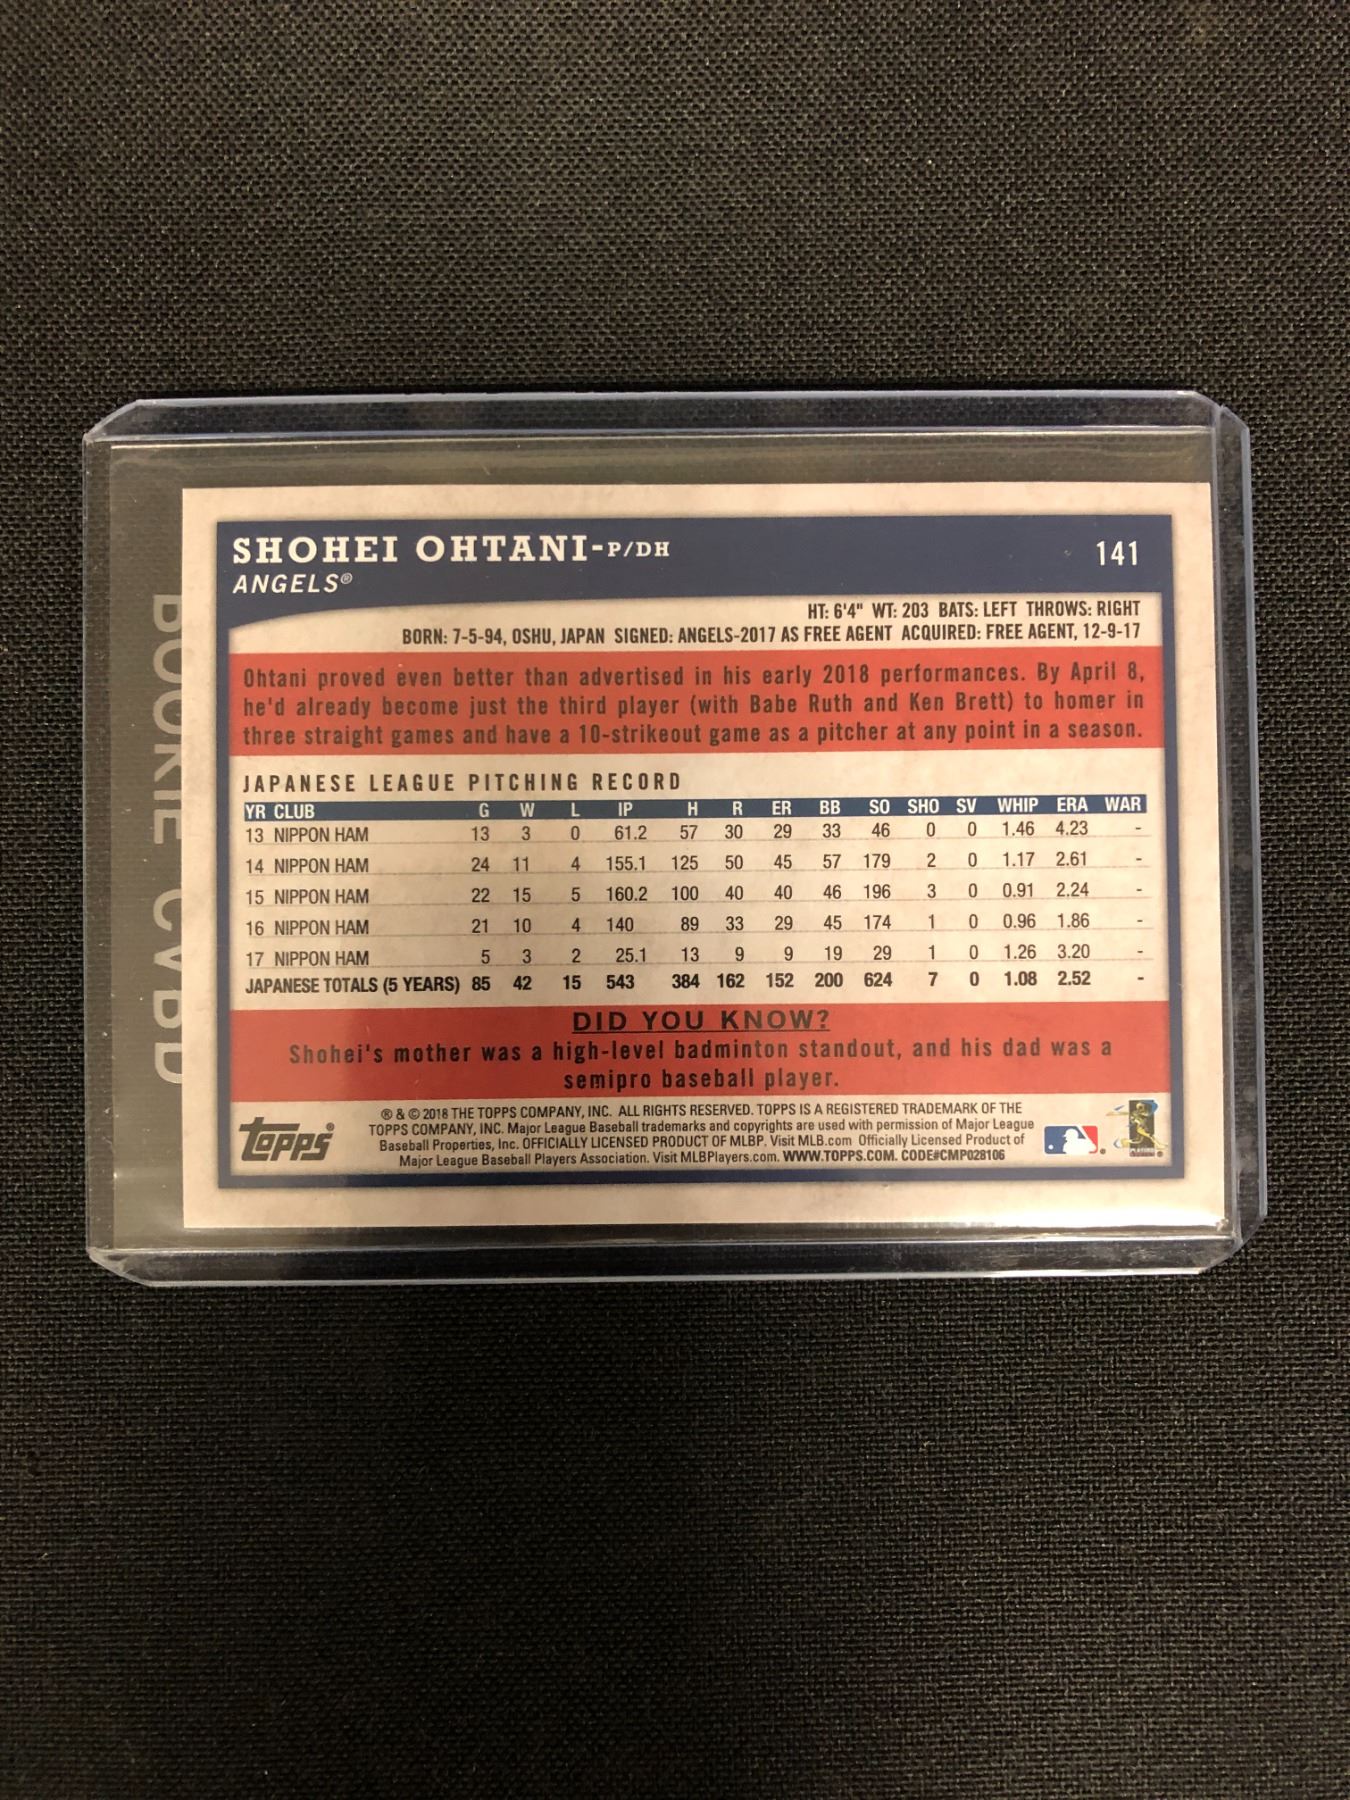 SHOHEI OHTANI-P/DH
141
ANGELS®
HT: 6'4" WT: 203 BATS: LEFT THROWS: RIGHT
BORN: 7-5-94, OSHU, JAPAN SIGNED: ANGELS-2017 AS FREE AGENT ACQUIRED: FREE AGENT, 12-9-17
Ohtani proved even better than advertised in his early 2018 performances. By April 8,
he'd already become just the third player (with Babe Ruth and Ken Brett) to homer in
three straight games and have a 10-strikeout game as a pitcher at any point in a season.
JAPANESE LEAGUE PITCHING RECORD
YR CLUB G W L IP H R ER BB SO SHO SV WHIP ERA WAR
13 NIPPON HAM 13 3 0 61.2 57 30 29 33 46 0 0 1.46 4.23 -
14 NIPPON HAM 24 11 4 155.1 125 50 45 57 179 2 0 1.17 2.61 -
15 NIPPON HAM 22 15 5 160.2 100 40 40 46 196 3 0 0.91 2.24 -
16 NIPPON HAM 21 10 4 140 89 33 29 45 174 1 0 0.96 1.86 -
17 NIPPON HAM 5 3 2 25.1 13 9 9 19 29 1 0 1.26 3.20 -
JAPANESE TOTALS (5 YEARS) 85 42 15 543 384 162 152 200 624 7 0 1.08 2.52 -
DID YOU KNOW?
Shohei's mother was a high-level badminton standout, and his dad was a
semipro baseball player.
topps®
® & © 2018 THE TOPPS COMPANY, INC. ALL RIGHTS RESERVED. TOPPS IS A REGISTERED TRADEMARK OF THE
TOPPS COMPANY, INC. Major League Baseball trademarks and copyrights are used with permission of Major League
Baseball Properties, Inc. OFFICIALLY LICENSED PRODUCT OF MLBP. Visit MLB.com Officially Licensed Product of
Major League Baseball Players Association. Visit MLBPlayers.com. WWW.TOPPS.COM. CODE#CMP028106